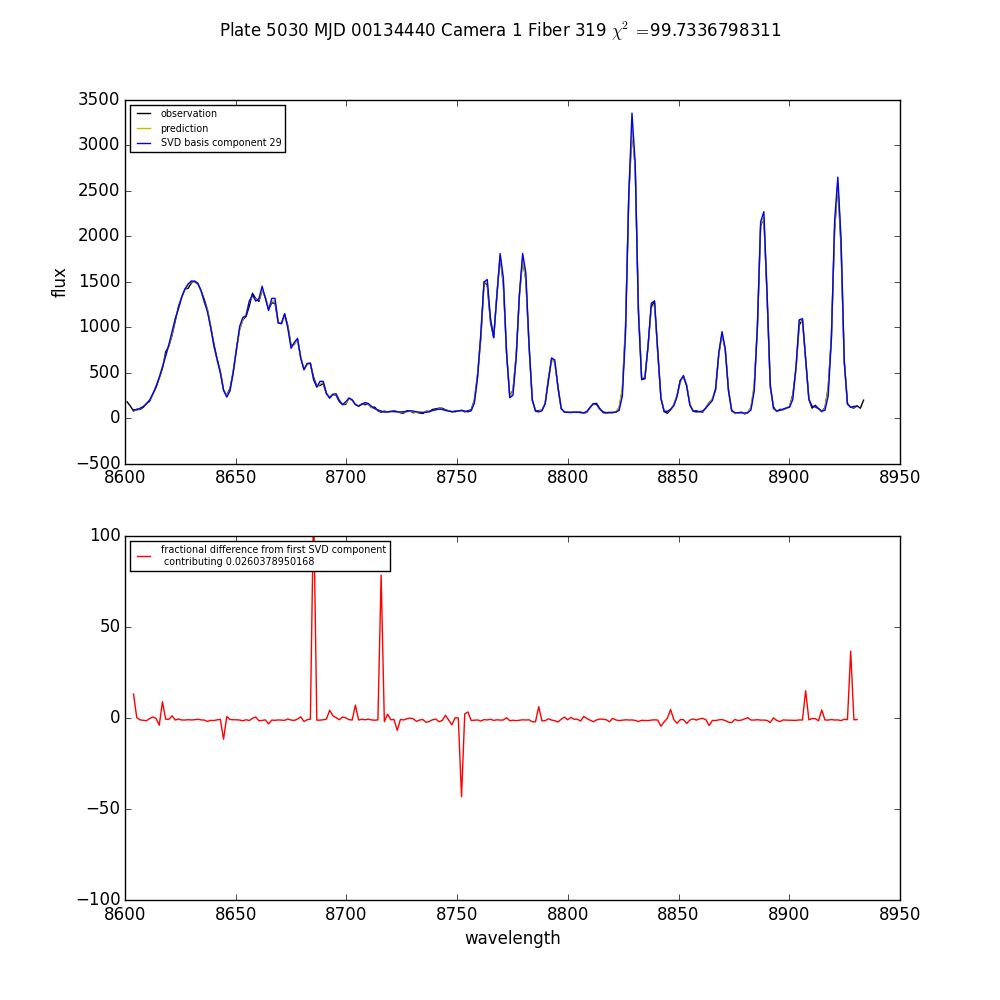 Plate 5030 MJD 00134440 Camera 1 Fiber 319 χ² =99.7336798311
3500
3000
2500
2000
1500
1000
500
0
−500
flux
observation
prediction
SVD basis component 29
8600 8650 8700 8750 8800 8850 8900 8950
100
50
0
−50
−100
fractional difference from first SVD component
contributing 0.0260378950168
8600 8650 8700 8750 8800 8850 8900 8950
wavelength